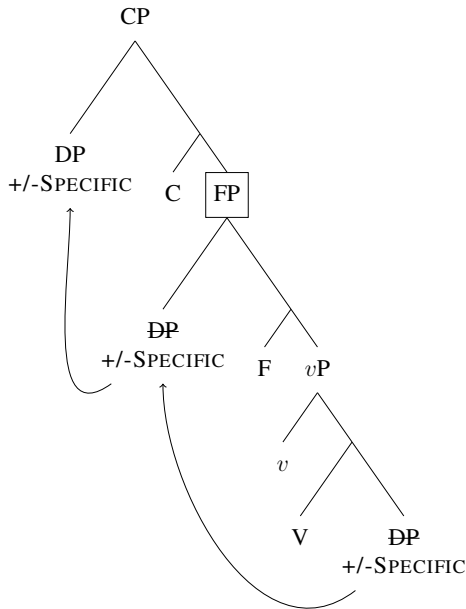 CP
DP
+/-SPECIFIC
C
FP
DP
+/-SPECIFIC
F
vP
v
V
DP
+/-SPECIFIC